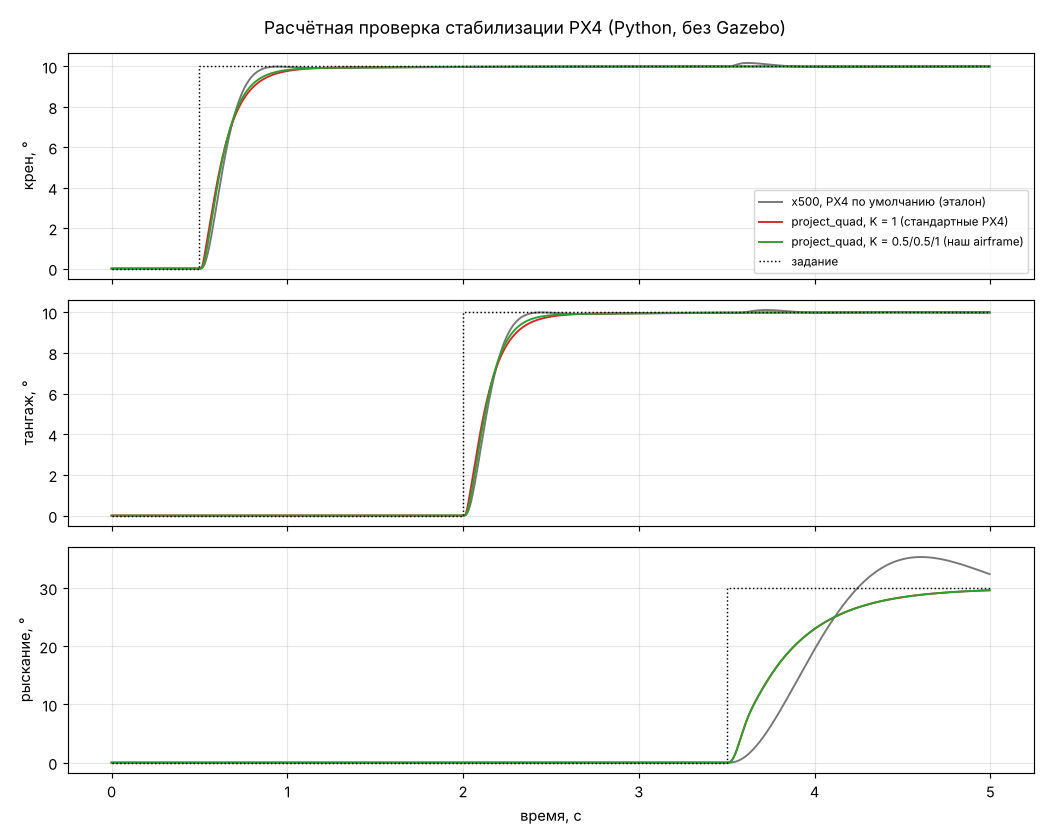 Расчётная проверка стабилизации PX4 (Python, без Gazebo)
крен, °
10
8
6
4
2
0
x500, PX4 по умолчанию (эталон)
project_quad, K = 1 (стандартные PX4)
project_quad, K = 0.5/0.5/1 (наш airframe)
задание
тангаж, °
10
8
6
4
2
0
рыскание, °
30
20
10
0
0 1 2 3 4 5
время, с